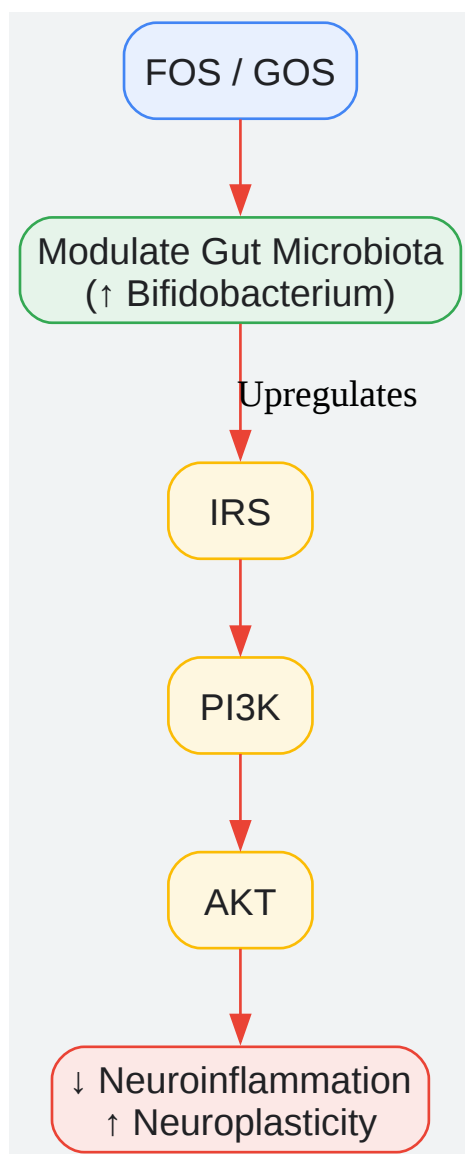 FOS / GOS
Modulate Gut Microbiota
(↑ Bifidobacterium)
Upregulates
IRS
PI3K
AKT
↓ Neuroinflammation
↑ Neuroplasticity